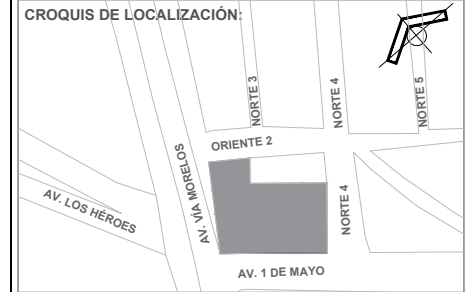 CROQUIS DE LOCALIZACIÓN:
NORTE 3
NORTE 4
NORTE 5
ORIENTE 2
AV. VÍA MORELOS
AV. LOS HÉROES
NORTE 4
AV. 1 DE MAYO